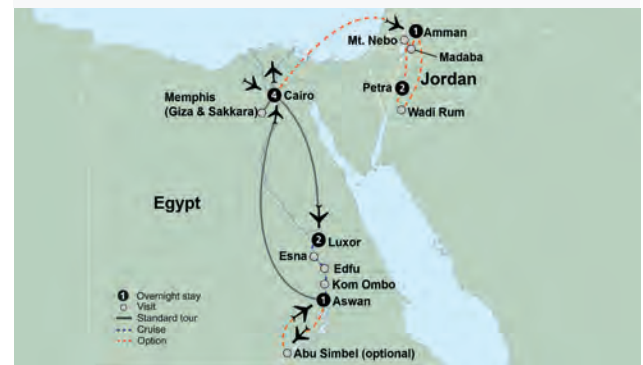 1 Amman
Mt. Nebo
Madaba
Jordan
Petra 2
Wadi Rum
4 Cairo
Memphis
(Giza & Sakkara)
Egypt
2 Luxor
Esna
Edfu
Kom Ombo
1 Aswan
Abu Simbel (optional)
1 Overnight stay
Visit
Standard tour
Cruise
Option